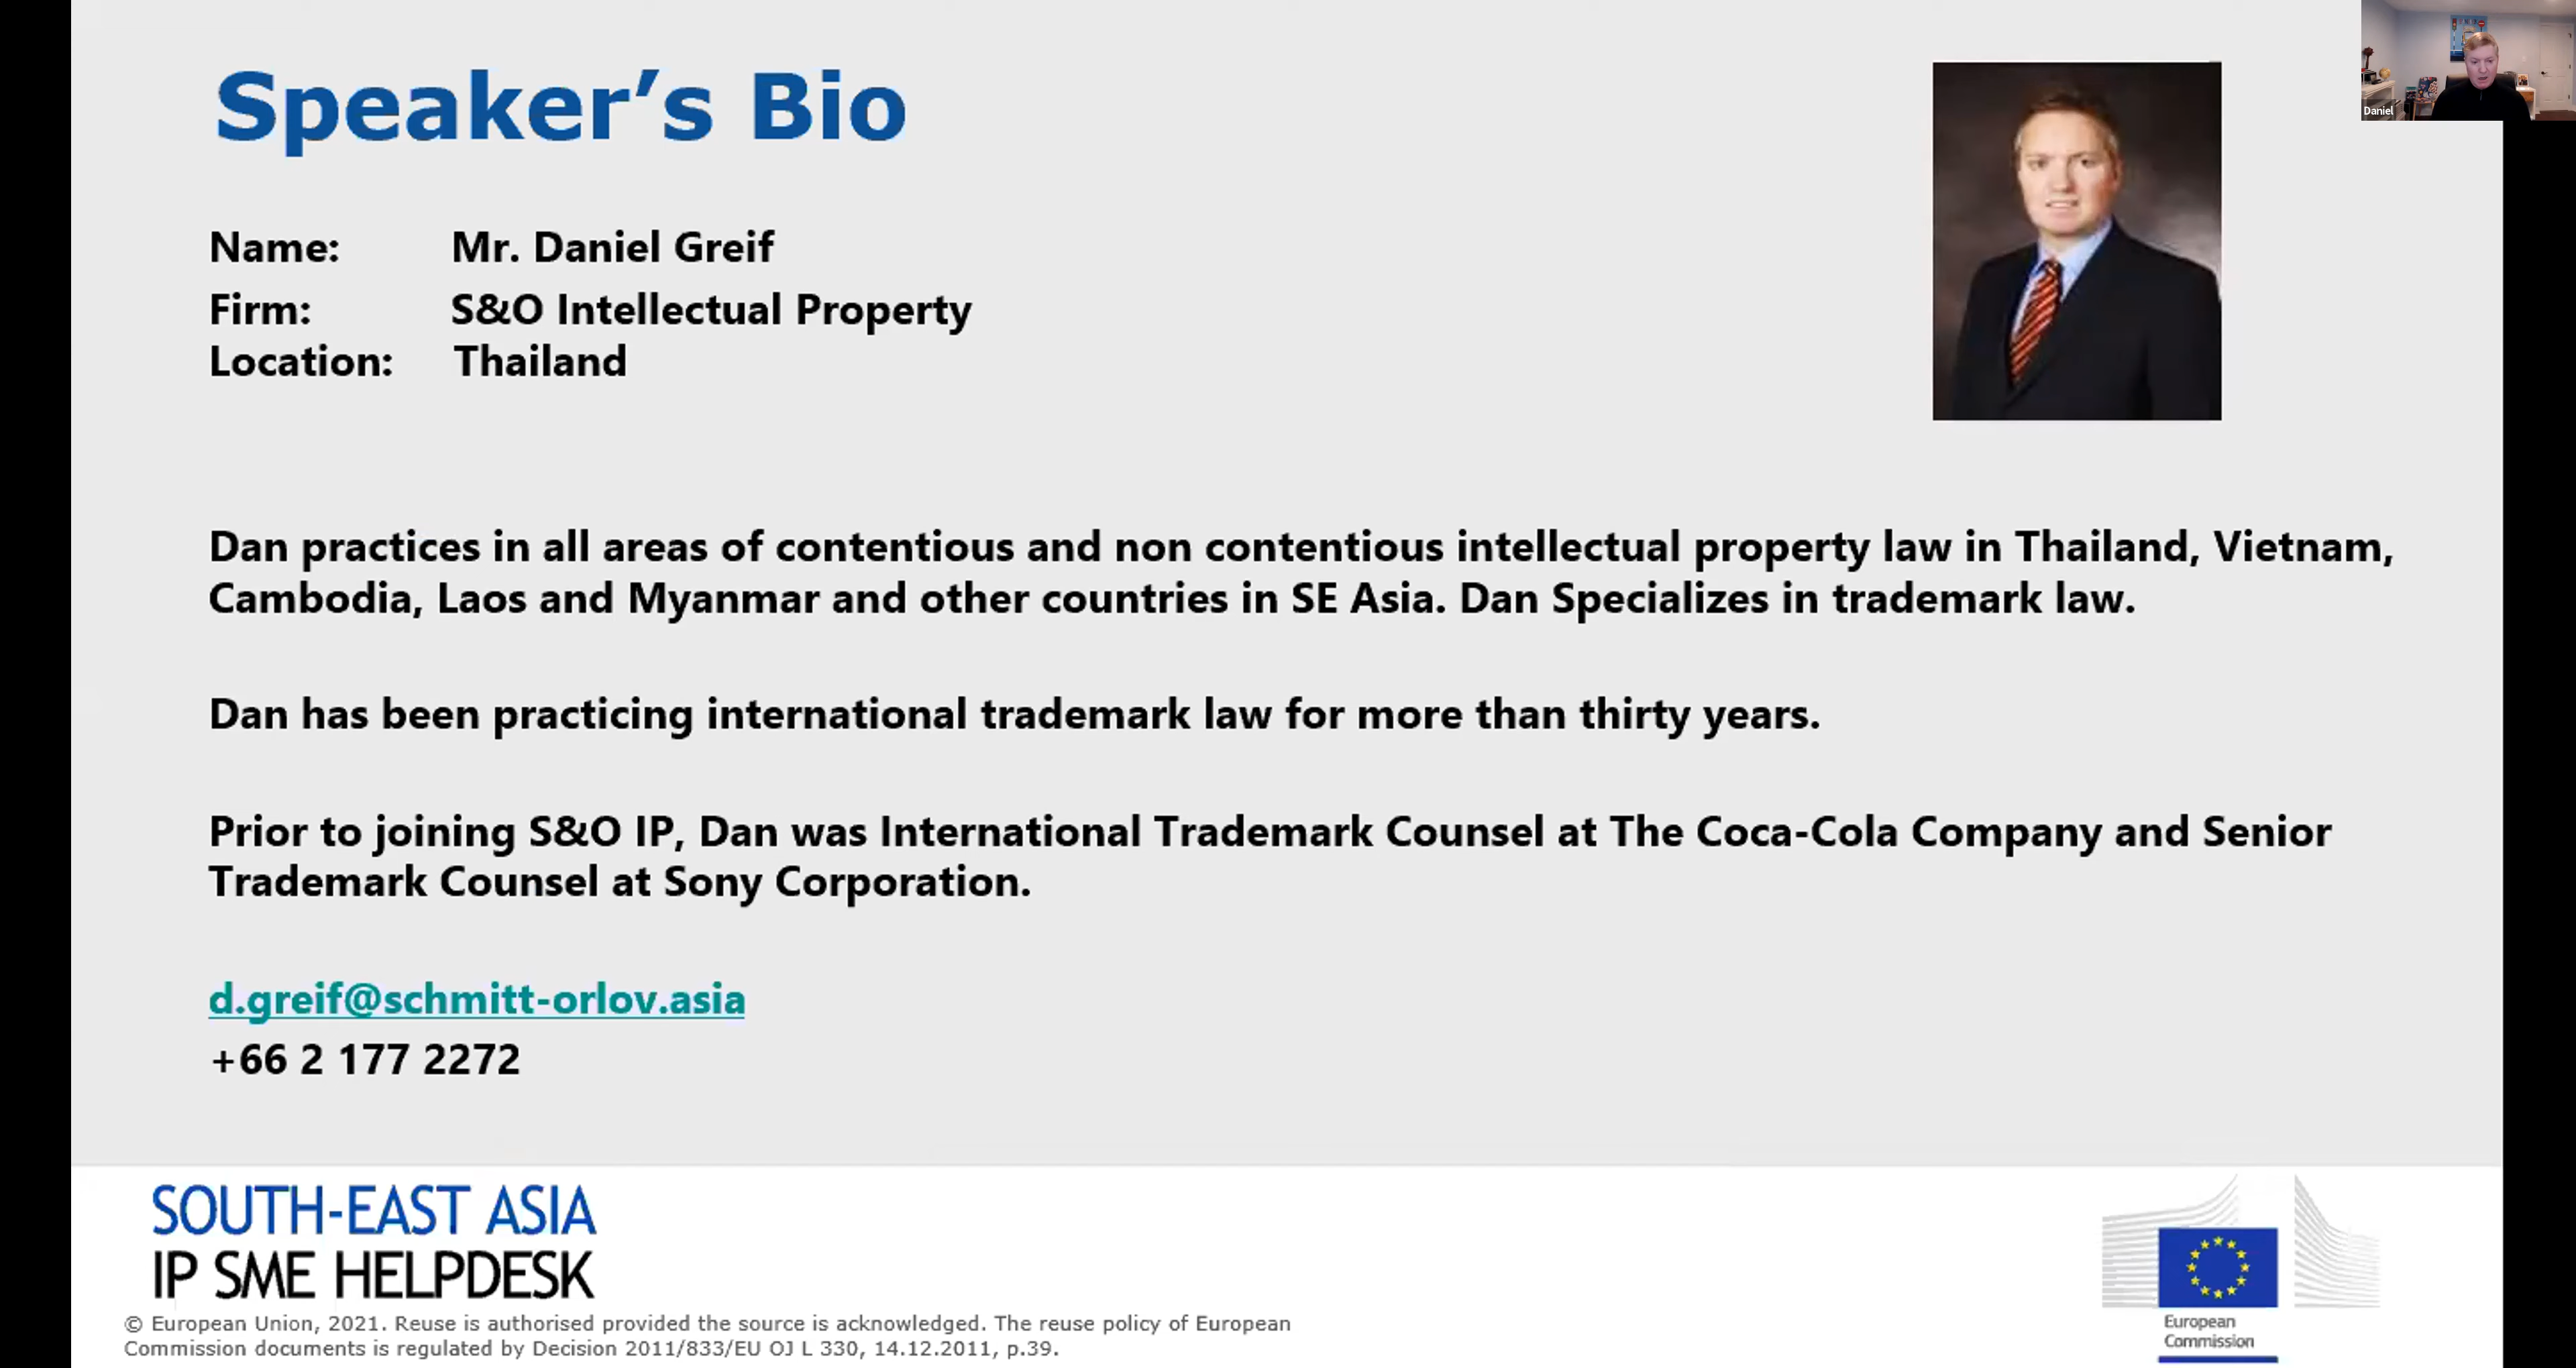 Speaker’s Bio
Daniel
Name: Mr. Daniel Greif
Firm: S&O Intellectual Property
Location: Thailand
Dan practices in all areas of contentious and non contentious intellectual property law in Thailand, Vietnam,
Cambodia, Laos and Myanmar and other countries in SE Asia. Dan Specializes in trademark law.
Dan has been practicing international trademark law for more than thirty years.
Prior to joining S&O IP, Dan was International Trademark Counsel at The Coca-Cola Company and Senior
Trademark Counsel at Sony Corporation.
d.greif@schmitt-orlov.asia
+66 2 177 2272
SOUTH-EAST ASIA
IP SME HELPDESK
© European Union, 2021. Reuse is authorised provided the source is acknowledged. The reuse policy of European
Commission documents is regulated by Decision 2011/833/EU OJ L 330, 14.12.2011, p.39.
European
Commission